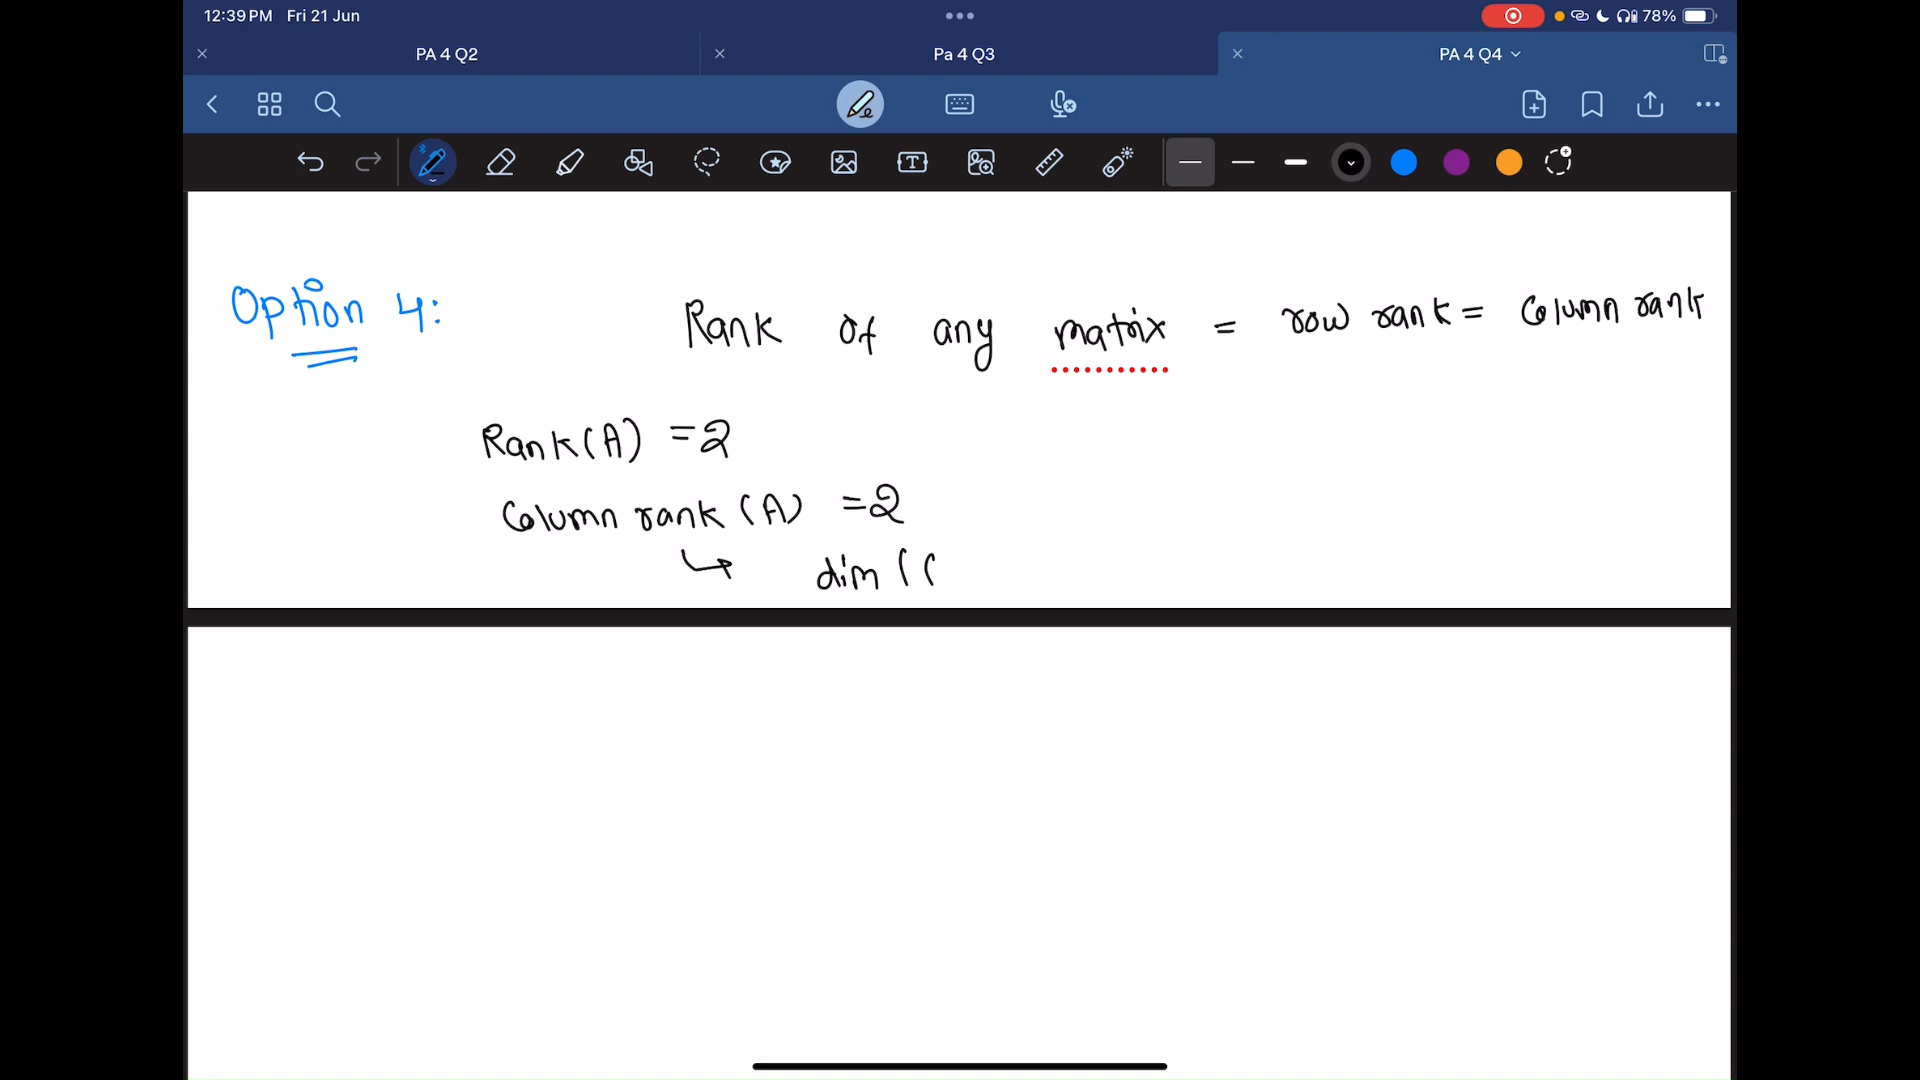 12:39 PM Fri 21 Jun
78%
PA 4 Q2
Pa 4 Q3
PA 4 Q4
Option 4:
Rank of any matrix = row rank = Column rank
Rank(A) = 2
Column rank (A) = 2
↳ dim ((